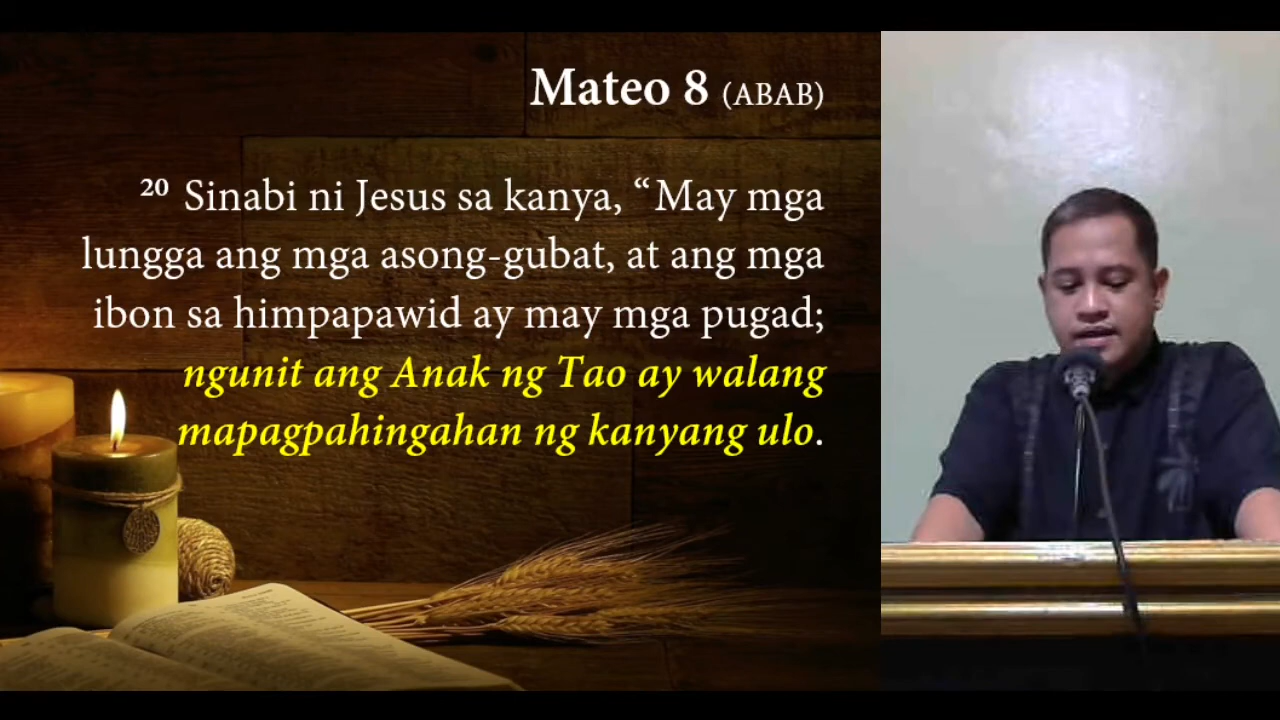 Mateo 8 (ABAB)
20 Sinabi ni Jesus sa kanya, “May mga
lungga ang mga asong-gubat, at ang mga
ibon sa himpapawid ay may mga pugad;
ngunit ang Anak ng Tao ay walang
mapagpahingahan ng kanyang ulo.